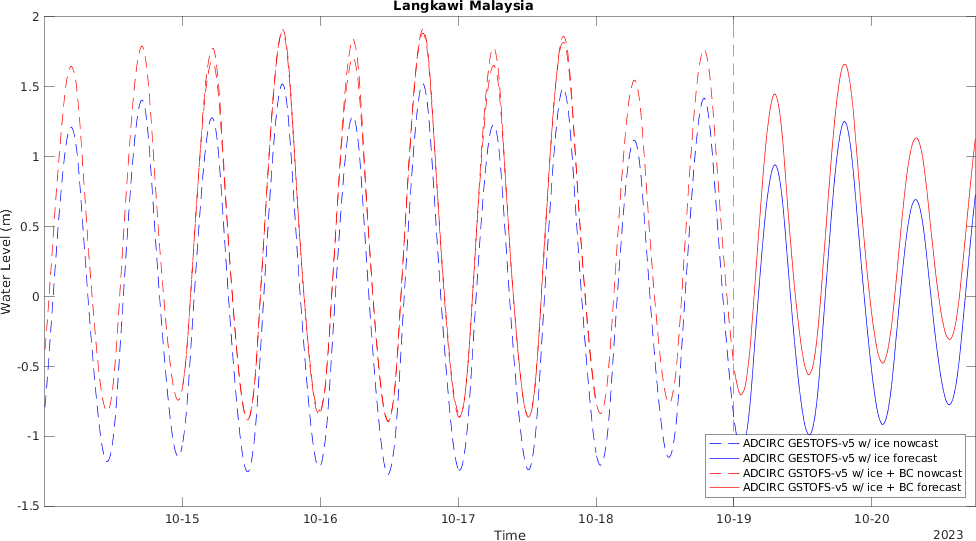 Langkawi Malaysia
Water Level (m)
2
1.5
1
0.5
0
-0.5
-1
-1.5
10-15
10-16
10-17
10-18
10-19
10-20
Time
2023
ADCIRC GESTOFS-v5 w/ ice nowcast
ADCIRC GESTOFS-v5 w/ ice forecast
ADCIRC GSTOFS-v5 w/ ice + BC nowcast
ADCIRC GSTOFS-v5 w/ ice + BC forecast